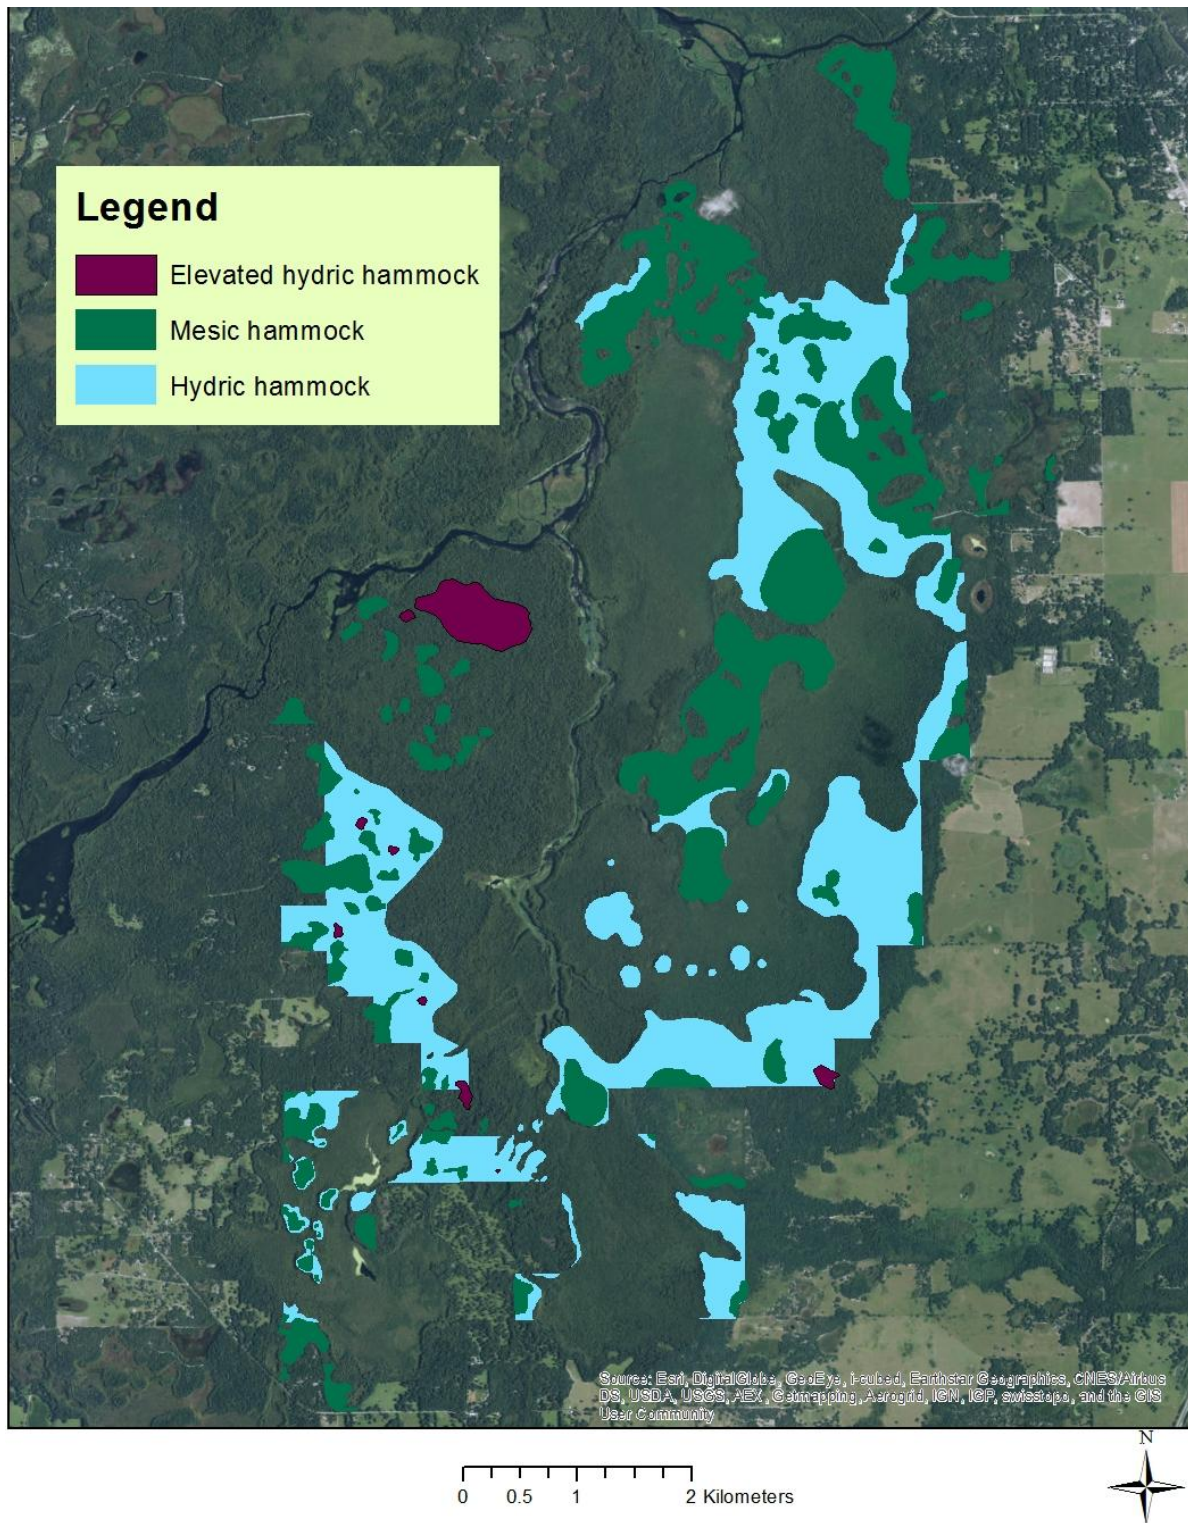 Legend
Elevated hydric hammock
Mesic hammock
Hydric hammock
Source: Esri, DigitalGlobe, GeoEye, i-cubed, Earthstar Geographics, CNES/Airbus
DS, USDA, USGS, AEX, Getmapping, Aerogrid, IGN, IGP, swisstopo, and the GIS
User Community
N
0 0.5 1 2 Kilometers